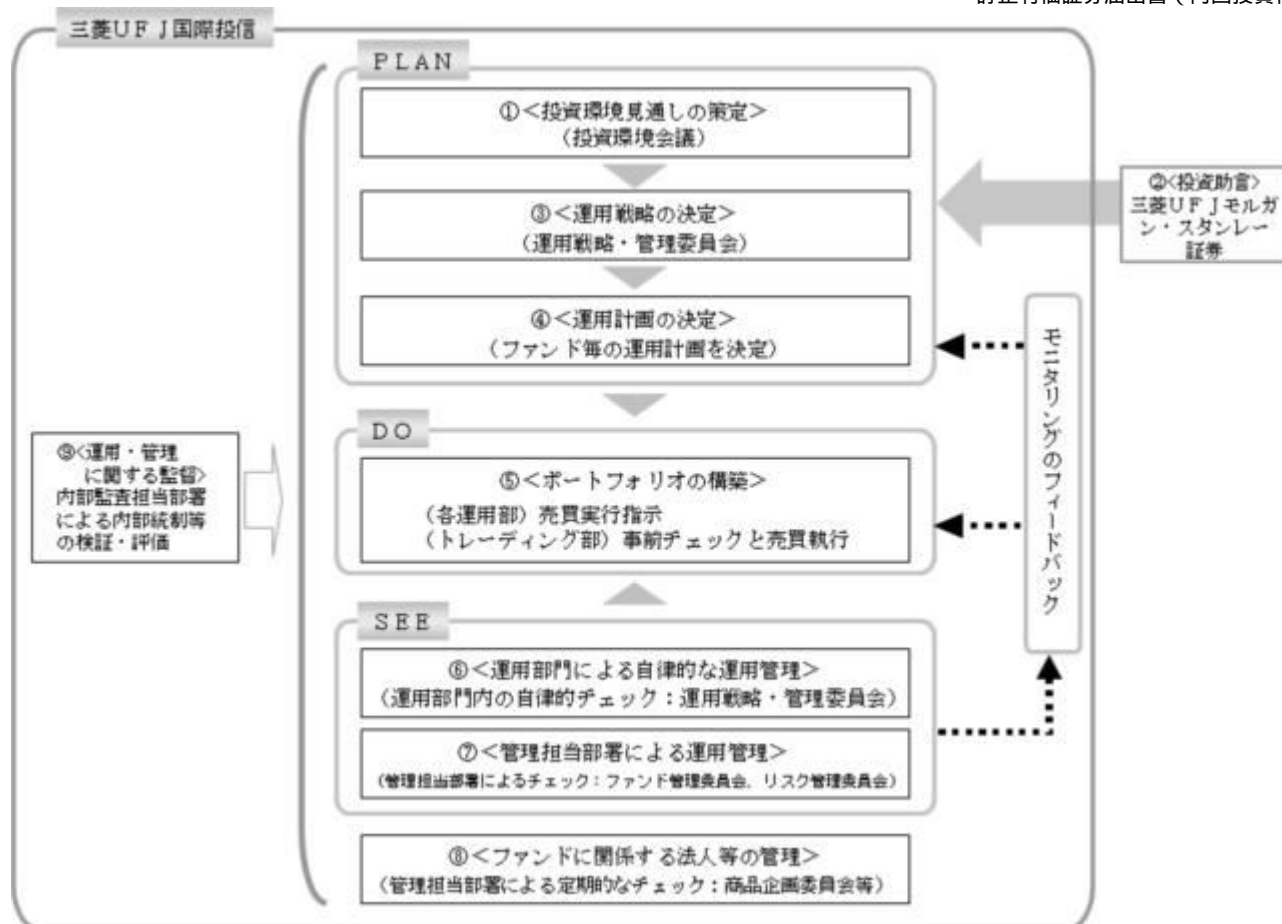 三菱UFJ国際投信
PLAN
①<投資環境見通しの策定>
(投資環境会議)
②<投資助言>
三菱UFJモルガ
ン・スタンレー
証券
③<運用戦略の決定>
(運用戦略・管理委員会)
④<運用計画の決定>
(ファンド毎の運用計画を決定)
モニタリングのフィードバック
DO
⑤<ポートフォリオの構築>
(各運用部)売買実行指示
(トレーディング部)事前チェックと売買執行
⑨<運用・管理
に関する監督>
内部監査担当部署
による内部統制等
の検証・評価
SEE
⑥<運用部門による自律的な運用管理>
(運用部門内の自律的チェック:運用戦略・管理委員会)
⑦<管理担当部署による運用管理>
(管理担当部署によるチェック:ファンド管理委員会、リスク管理委員会)
⑧<ファンドに関係する法人等の管理>
(管理担当部署による定期的なチェック:商品企画委員会等)